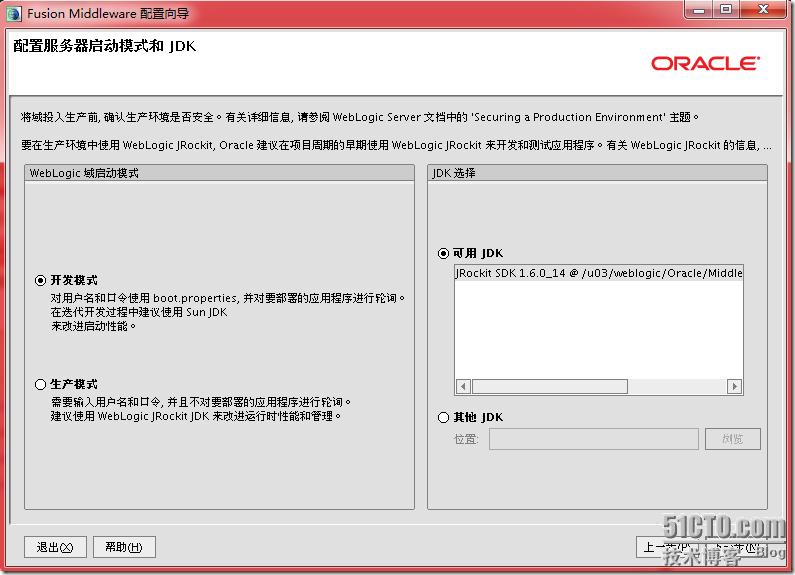 Fusion Middleware 配置向导
配置服务器启动模式和 JDK
ORACLE
将域投入生产前, 确认生产环境是否安全。有关详细信息, 请参阅 WebLogic Server 文档中的 'Securing a Production Environment' 主题。
要在生产环境中使用 WebLogic JRockit, Oracle 建议在项目周期的早期使用 WebLogic JRockit 来开发和测试应用程序。有关 WebLogic JRockit 的信息, ...
WebLogic 域启动模式
开发模式
对用户名和口令使用 boot.properties, 并对要部署的应用程序进行轮询。
在迭代开发过程中建议使用 Sun JDK
来改进启动性能。
生产模式
需要输入用户名和口令, 并且不对要部署的应用程序进行轮询。
建议使用 WebLogic JRockit JDK 来改进运行时性能和管理。
JDK 选择
可用 JDK
JRockit SDK 1.6.0_14 @ /u03/weblogic/Oracle/Middle
其他 JDK
位置:
浏览
退出(X)
帮助(H)
上一步(P)
下一步(N)
51CTO.com
技术博客 Blog